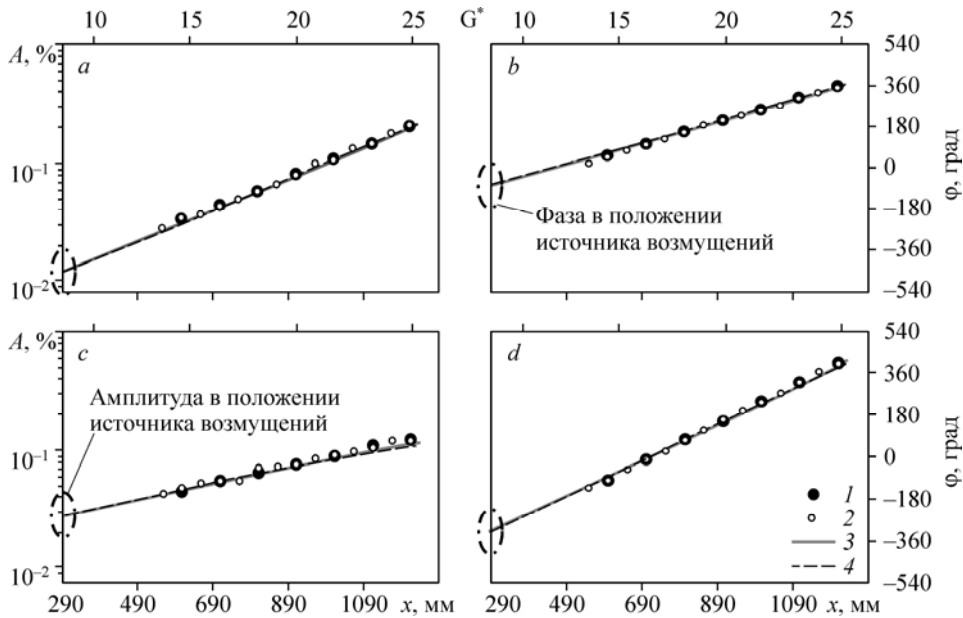 10 15 20 25 G* 10 15 20 25
A, % a b 540
360
10⁻¹ 180
0
φ, град
Фаза в положении
источника возмущений
−180
−360
10⁻² −540
A, % c d 540
Амплитуда в положении
источника возмущений
360
180
10⁻¹ 0
φ, град
1
−180
2
3
−360
4
10⁻² −540
290 490 690 890 1090 x, мм 290 490 690 890 1090 x, мм